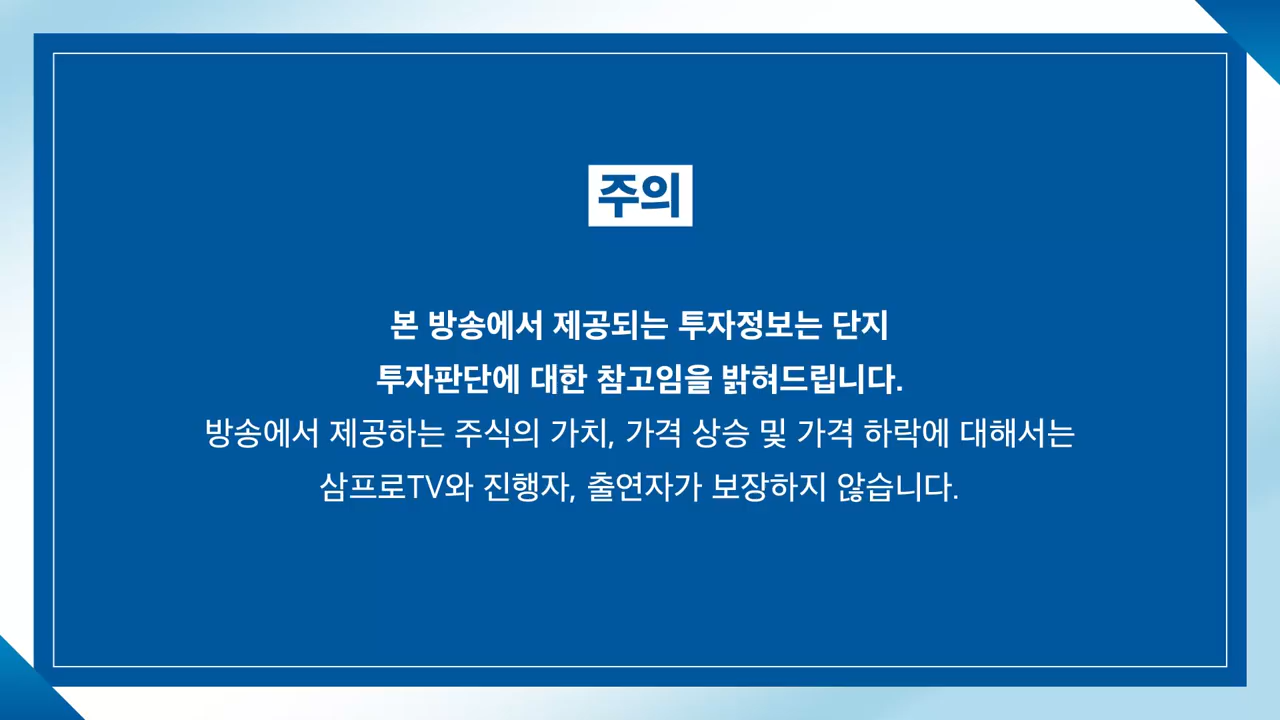 주의
본 방송에서 제공되는 투자정보는 단지
투자판단에 대한 참고임을 밝혀드립니다.
방송에서 제공하는 주식의 가치, 가격 상승 및 가격 하락에 대해서는
삼프로TV와 진행자, 출연자가 보장하지 않습니다.